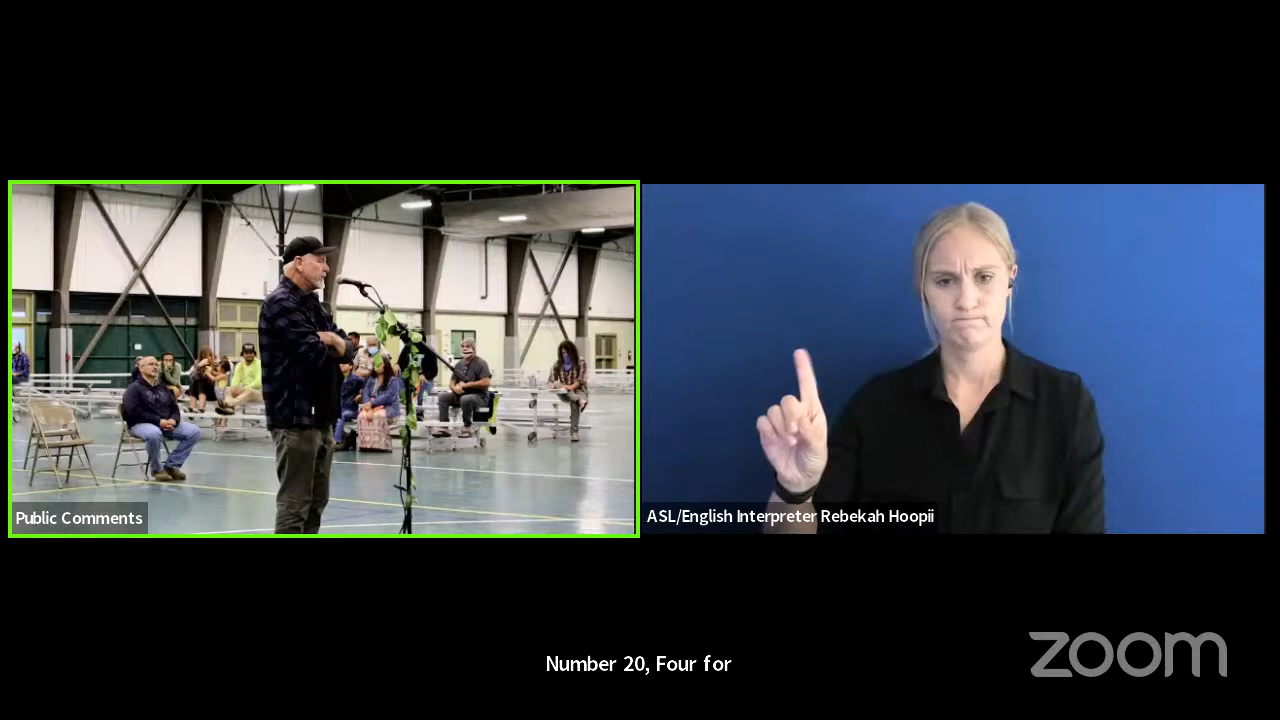 Public Comments
ASL/English Interpreter Rebekah Hoopii
Number 20, Four for
zoom